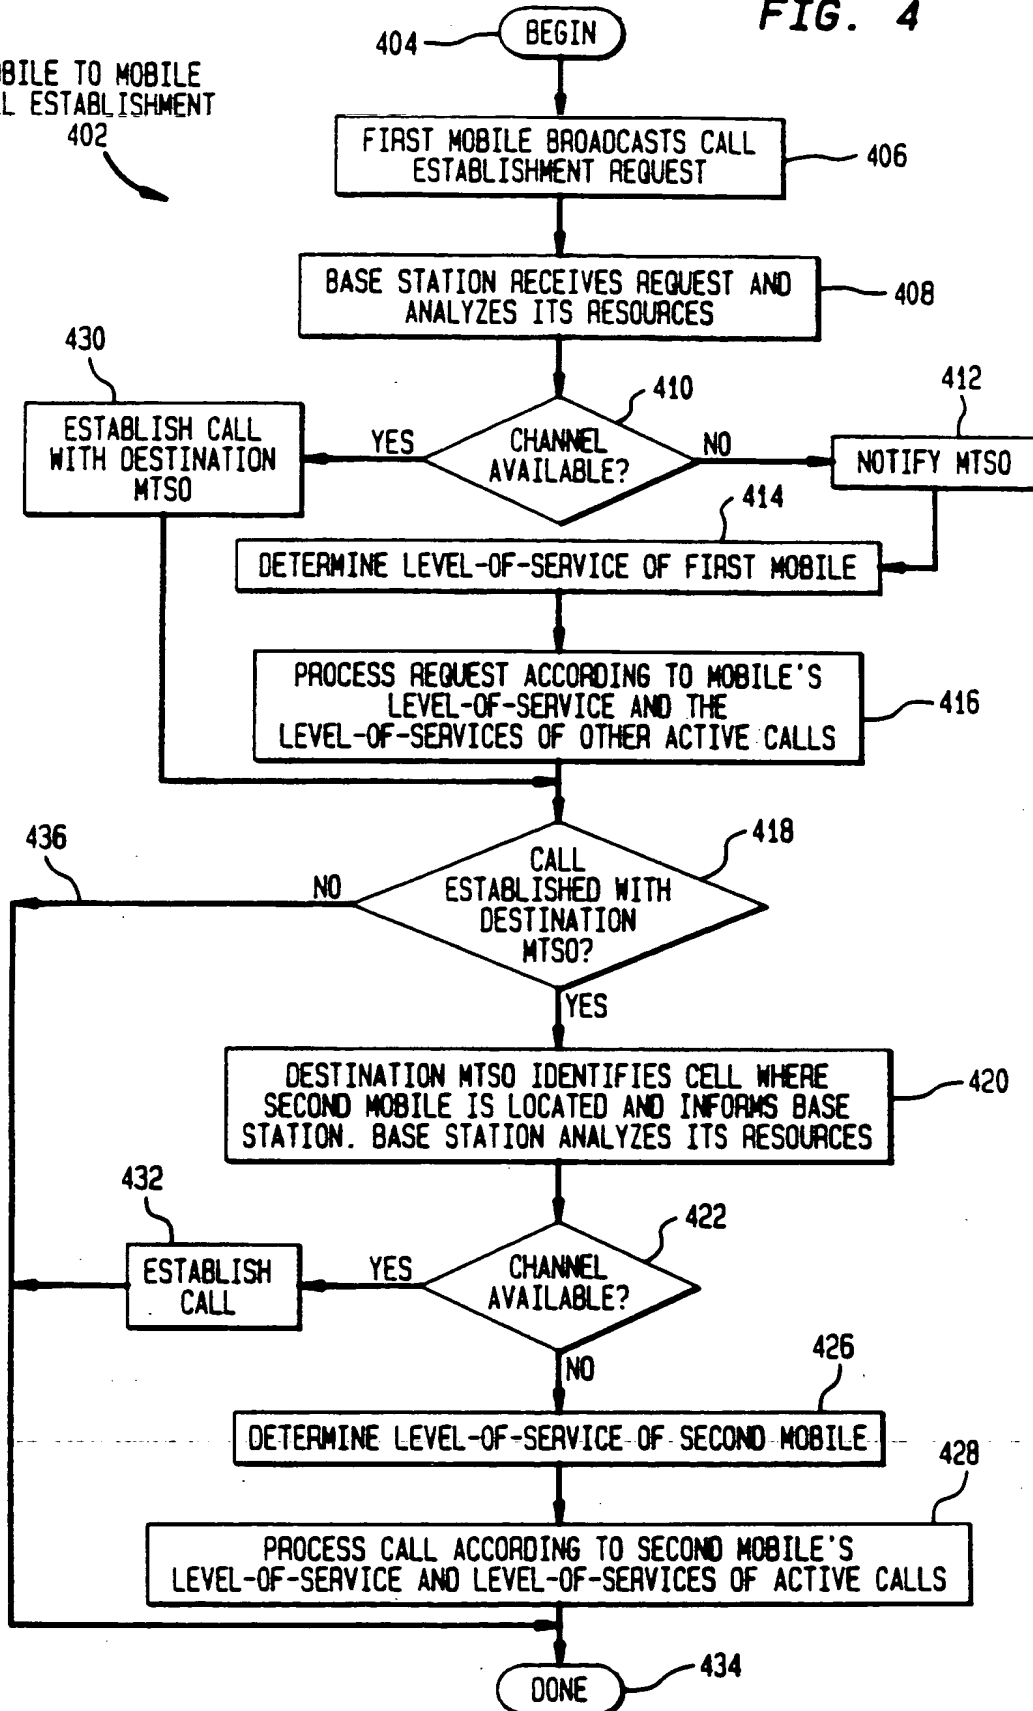 FIG. 4
404
BEGIN
OBILE TO MOBILE
L ESTABLISHMENT
402
FIRST MOBILE BROADCASTS CALL
ESTABLISHMENT REQUEST
406
BASE STATION RECEIVES REQUEST AND
ANALYZES ITS RESOURCES
408
430
410
412
ESTABLISH CALL
WITH DESTINATION
MTSO
YES
CHANNEL
AVAILABLE?
NO
NOTIFY MTSO
414
DETERMINE LEVEL-OF-SERVICE OF FIRST MOBILE
PROCESS REQUEST ACCORDING TO MOBILE'S
LEVEL-OF-SERVICE AND THE
LEVEL-OF-SERVICES OF OTHER ACTIVE CALLS
416
436
418
NO
CALL
ESTABLISHED WITH
DESTINATION
MTSO?
YES
DESTINATION MTSO IDENTIFIES CELL WHERE
SECOND MOBILE IS LOCATED AND INFORMS BASE
STATION. BASE STATION ANALYZES ITS RESOURCES
420
432
422
ESTABLISH
CALL
YES
CHANNEL
AVAILABLE?
NO
426
DETERMINE LEVEL-OF-SERVICE OF SECOND MOBILE
428
PROCESS CALL ACCORDING TO SECOND MOBILE'S
LEVEL-OF-SERVICE AND LEVEL-OF-SERVICES OF ACTIVE CALLS
DONE
434